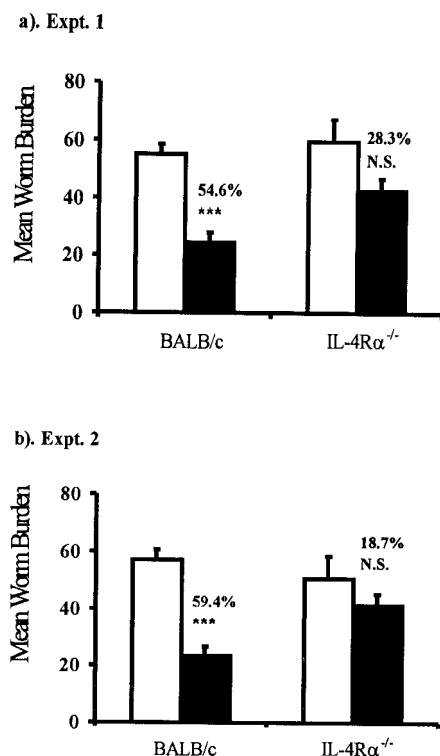 a). Expt. 1
Mean Worm Burden
80
60
40
20
0
54.6%
***
28.3%
N.S.
BALB/c
IL-4Rα-/-
b). Expt. 2
Mean Worm Burden
80
60
40
20
0
59.4%
***
18.7%
N.S.
BALB/c
IL-4Rα-/-